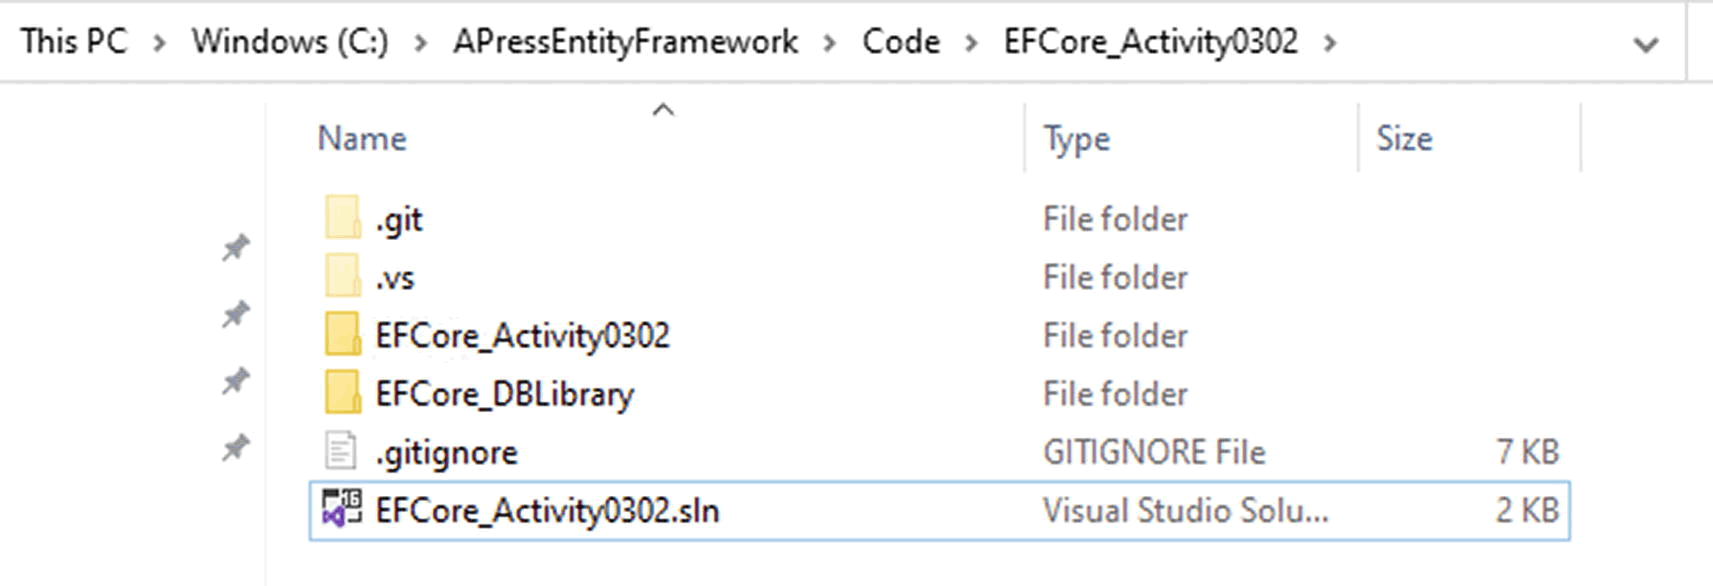 This PC > Windows (C:) > APressEntityFramework > Code > EFCore_Activity0302 >
Name Type Size
.git File folder
.vs File folder
EFCore_Activity0302 File folder
EFCore_DBLibrary File folder
.gitignore GITIGNORE File 7 KB
EFCore_Activity0302.sln Visual Studio Solu... 2 KB